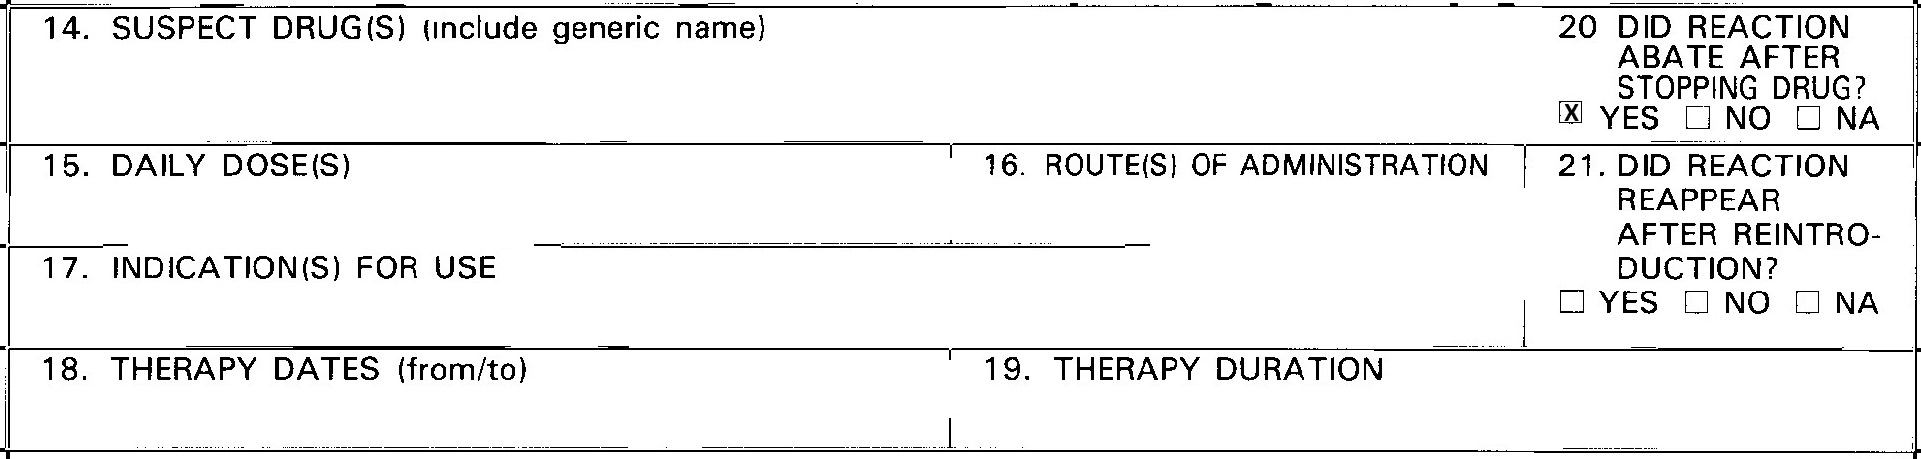 14. SUSPECT DRUG(S) (include generic name)
20 DID REACTION
ABATE AFTER
STOPPING DRUG?
☒ YES ☐ NO ☐ NA
15. DAILY DOSE(S)
16. ROUTE(S) OF ADMINISTRATION
21. DID REACTION
REAPPEAR
AFTER REINTRO-
DUCTION?
☐ YES ☐ NO ☐ NA
17. INDICATION(S) FOR USE
18. THERAPY DATES (from/to)
19. THERAPY DURATION